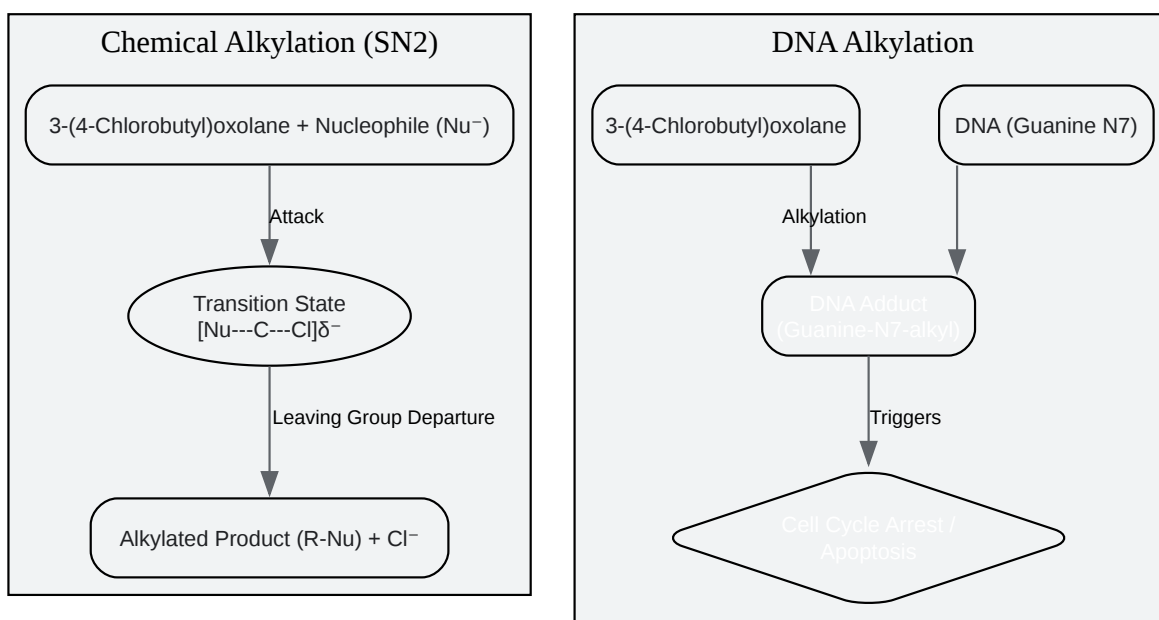 Chemical Alkylation (SN2)
3-(4-Chlorobutyl)oxolane + Nucleophile (Nu⁻)
Attack
Transition State
[Nu---C---Cl]δ⁻
Leaving Group Departure
Alkylated Product (R-Nu) + Cl⁻
DNA Alkylation
3-(4-Chlorobutyl)oxolane
DNA (Guanine N7)
Alkylation
DNA Adduct
(Guanine-N7-alkyl)
Triggers
Cell Cycle Arrest /
Apoptosis